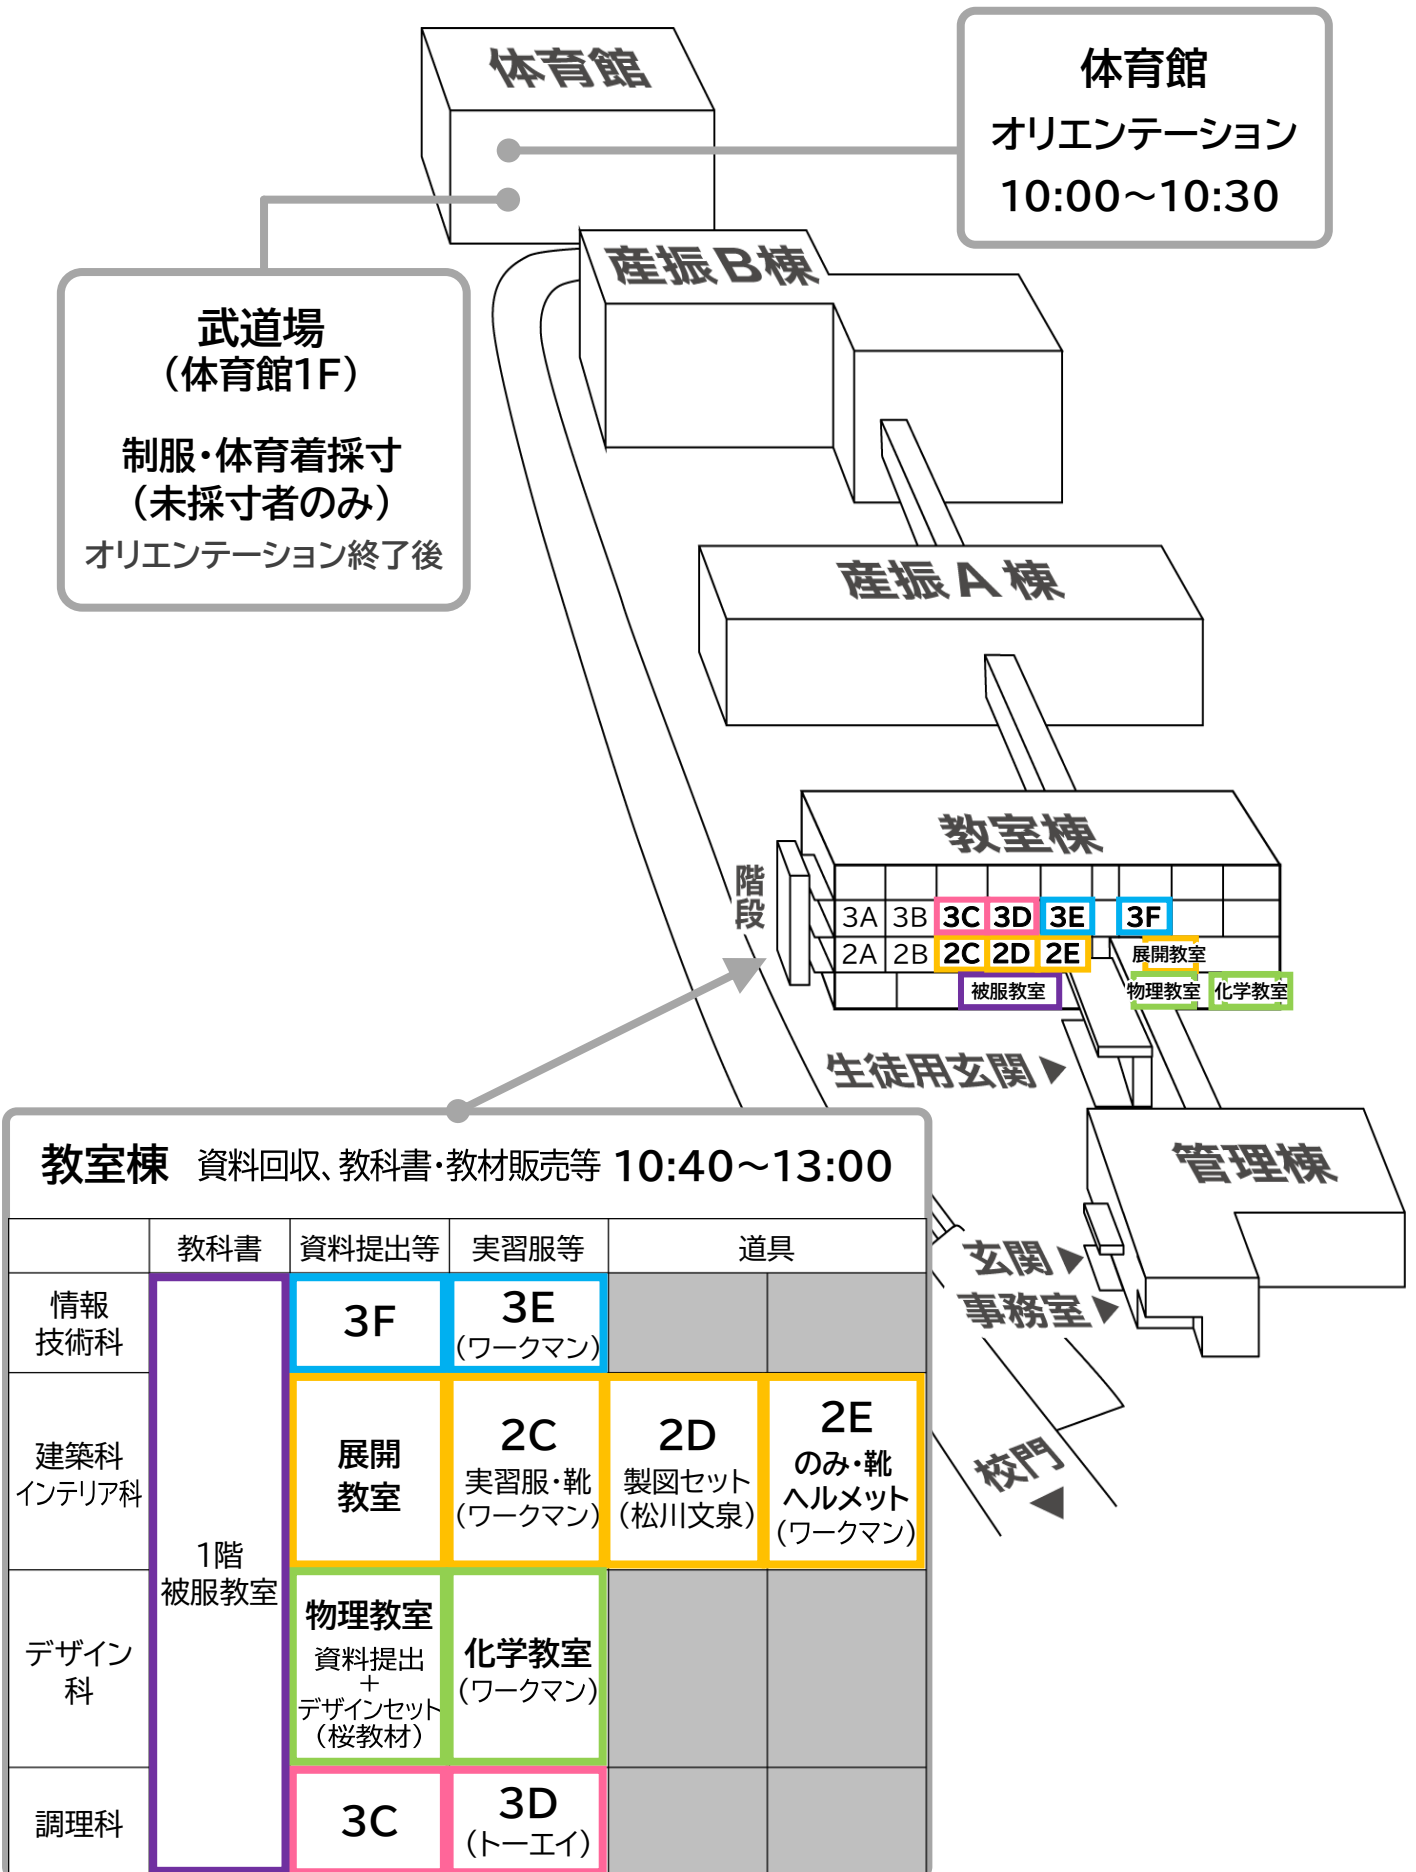 体育館
体育館
オリエンテーション
10:00～10:30
産振B棟
武道場
（体育館1F）
制服・体育着採寸
（未採寸者のみ）
オリエンテーション終了後
産振A棟
教室棟
階段
3A 3B 3C 3D 3E 3F
2A 2B 2C 2D 2E 展開教室
被服教室 物理教室 化学教室
生徒用玄関▶
管理棟
玄関▶
事務室▶
校門
◀
教室棟 資料回収、教科書・教材販売等 10:40～13:00
教科書 資料提出等 実習服等 道具
情報
技術科
3F
3E
（ワークマン）
建築科
インテリア科
展開
教室
2C
実習服・靴
（ワークマン）
2D
製図セット
（松川文泉）
2E
のみ・靴
ヘルメット
（ワークマン）
1階
被服教室
デザイン
科
物理教室
資料提出
＋
デザインセット
（桜教材）
化学教室
（ワークマン）
調理科
3C
3D
（トーエイ）